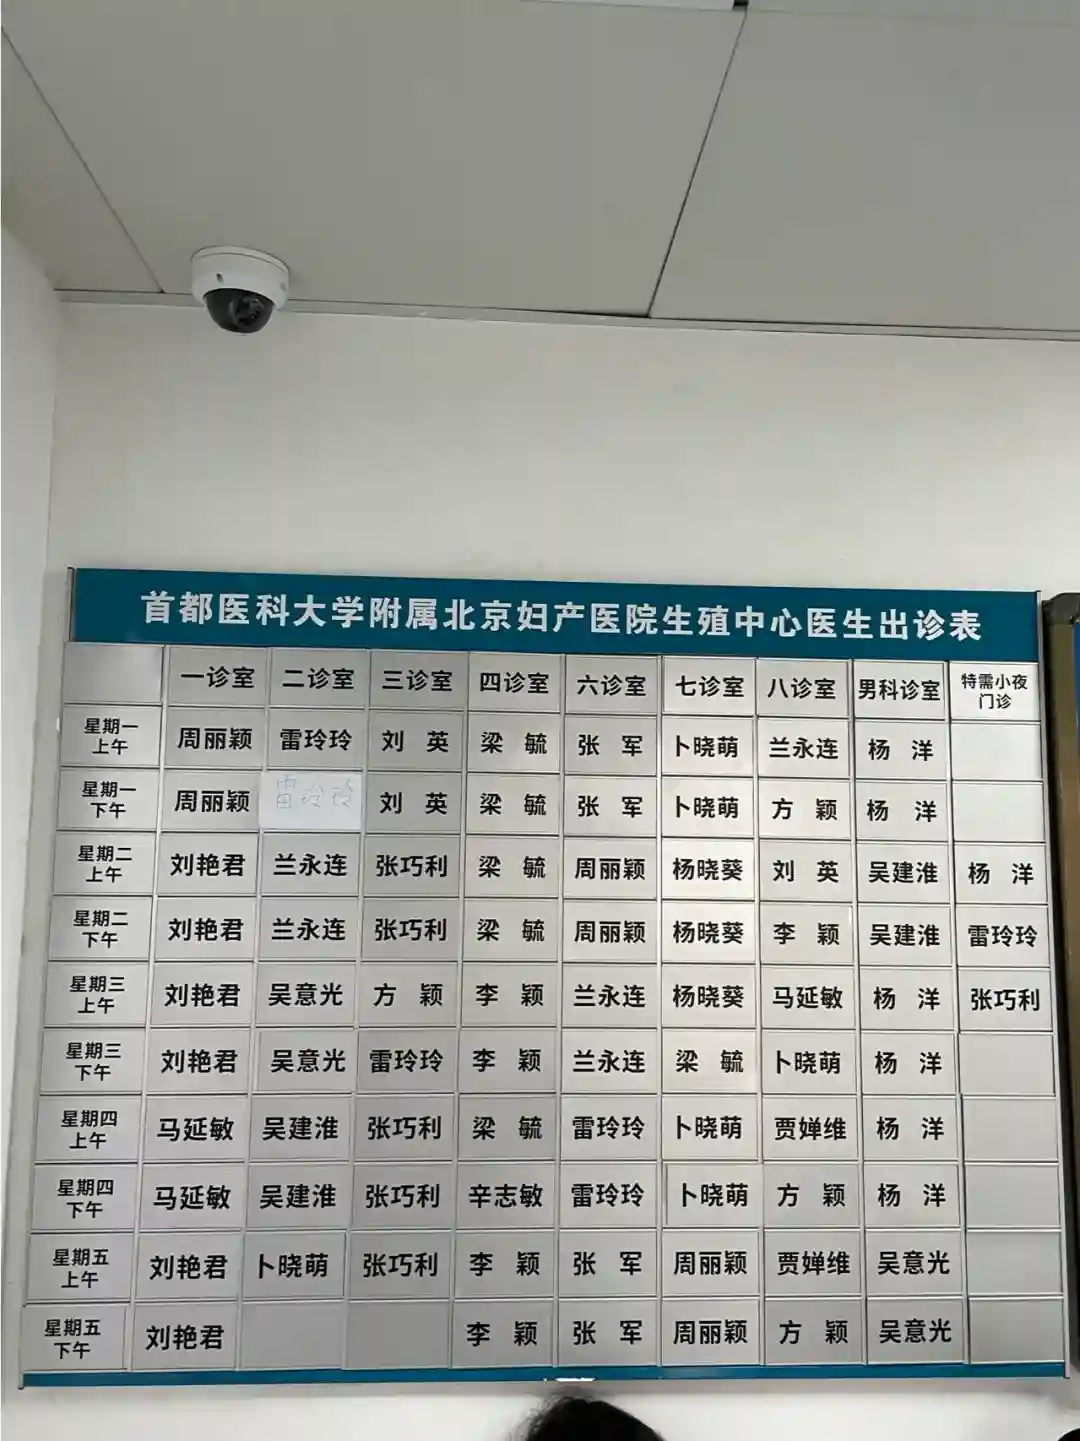 首都医科大学附属北京妇产医院生殖中心医生出诊表
一诊室 二诊室 三诊室 四诊室 六诊室 七诊室 八诊室 男科诊室 特需小夜门诊
星期一上午 周丽颖 雷玲玲 刘英 梁毓 张军 卜晓萌 兰永连 杨洋
星期一下午 周丽颖 雷玲玲 刘英 梁毓 张军 卜晓萌 方颖 杨洋
星期二上午 刘艳君 兰永连 张巧利 梁毓 周丽颖 杨晓葵 刘英 吴建淮 杨洋
星期二下午 刘艳君 兰永连 张巧利 梁毓 周丽颖 杨晓葵 李颖 吴建淮 雷玲玲
星期三上午 刘艳君 吴意光 方颖 李颖 兰永连 杨晓葵 马延敏 杨洋 张巧利
星期三下午 刘艳君 吴意光 雷玲玲 李颖 兰永连 梁毓 卜晓萌 杨洋
星期四上午 马延敏 吴建淮 张巧利 梁毓 雷玲玲 卜晓萌 贾婵维 杨洋
星期四下午 马延敏 吴建淮 张巧利 辛志敏 雷玲玲 卜晓萌 方颖 杨洋
星期五上午 刘艳君 卜晓萌 张巧利 李颖 张军 周丽颖 贾婵维 吴意光
星期五下午 刘艳君 李颖 张军 周丽颖 方颖 吴意光